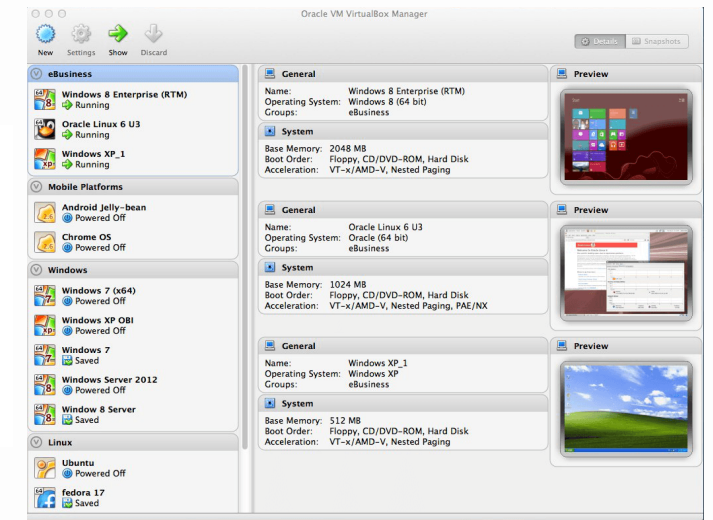 Oracle VM VirtualBox Manager
New Settings Show Discard
Details Snapshots
eBusiness
Windows 8 Enterprise (RTM)
Running
Oracle Linux 6 U3
Running
Windows XP_1
Running
Mobile Platforms
Android Jelly-bean
Powered Off
Chrome OS
Powered Off
Windows
Windows 7 (x64)
Powered Off
Windows XP OBI
Powered Off
Windows 7
Saved
Windows Server 2012
Powered Off
Window 8 Server
Saved
Linux
Ubuntu
Powered Off
fedora 17
Saved
General
Name: Windows 8 Enterprise (RTM)
Operating System: Windows 8 (64 bit)
Groups: eBusiness
System
Base Memory: 2048 MB
Boot Order: Floppy, CD/DVD-ROM, Hard Disk
Acceleration: VT-x/AMD-V, Nested Paging
Preview
General
Name: Oracle Linux 6 U3
Operating System: Oracle (64 bit)
Groups: eBusiness
System
Base Memory: 1024 MB
Boot Order: Floppy, CD/DVD-ROM, Hard Disk
Acceleration: VT-x/AMD-V, Nested Paging, PAE/NX
Preview
General
Name: Windows XP_1
Operating System: Windows XP
Groups: eBusiness
System
Base Memory: 512 MB
Boot Order: Floppy, CD/DVD-ROM, Hard Disk
Acceleration: VT-x/AMD-V, Nested Paging
Preview